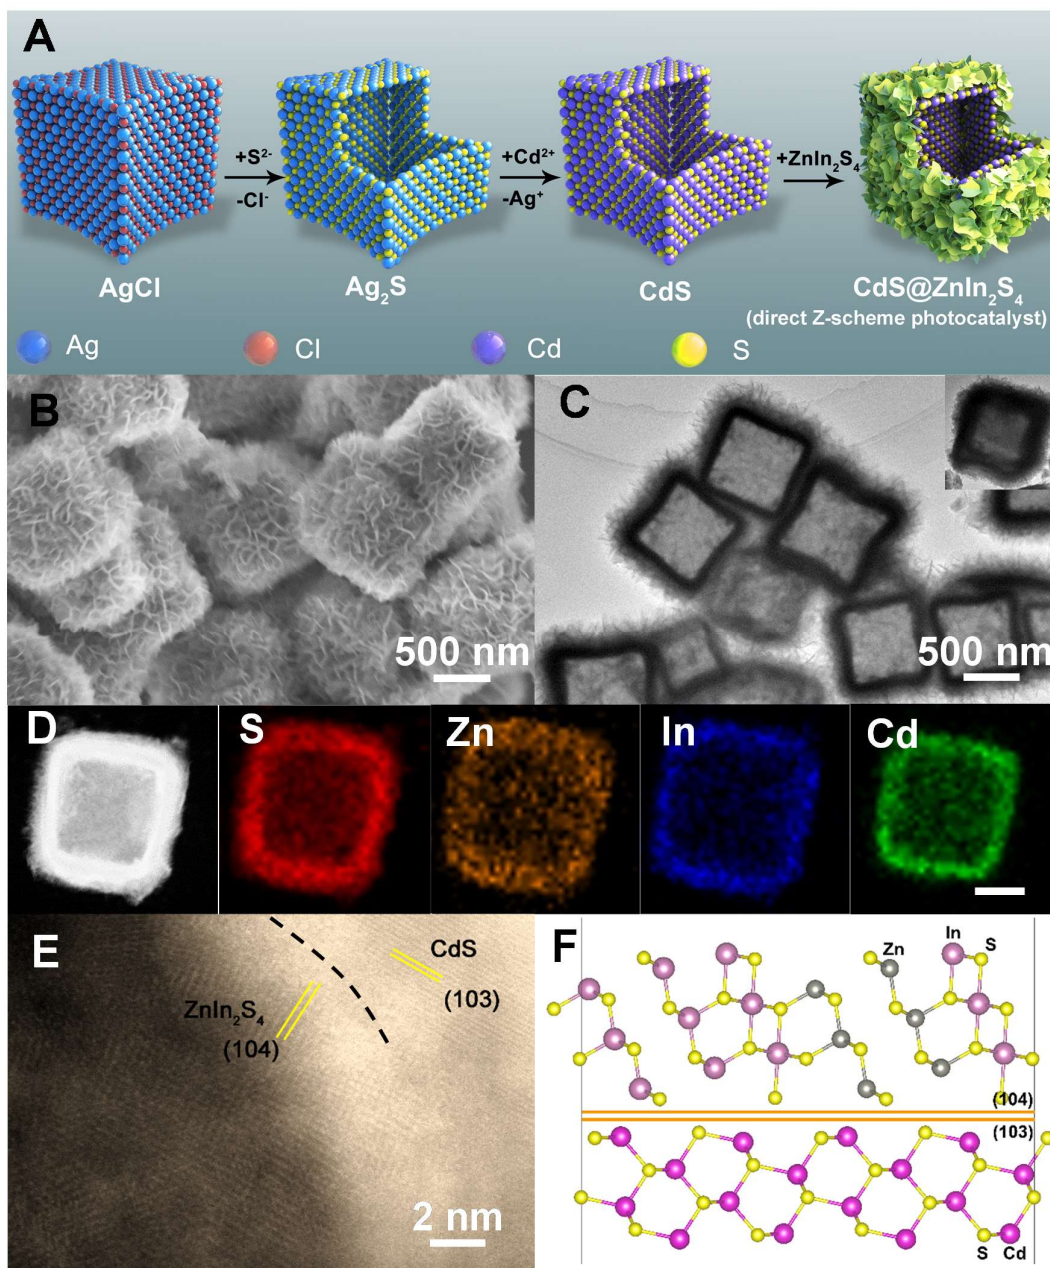 A
+S²⁻
-Cl⁻
+Cd²⁺
-Ag⁺
+ZnIn₂S₄
AgCl
Ag₂S
CdS
CdS@ZnIn₂S₄
(direct Z-scheme photocatalyst)
Ag
Cl
Cd
S
B
500 nm
C
500 nm
D
S
Zn
In
Cd
E
CdS
(103)
ZnIn₂S₄
(104)
2 nm
F
Zn
In
S
(104)
(103)
S
Cd